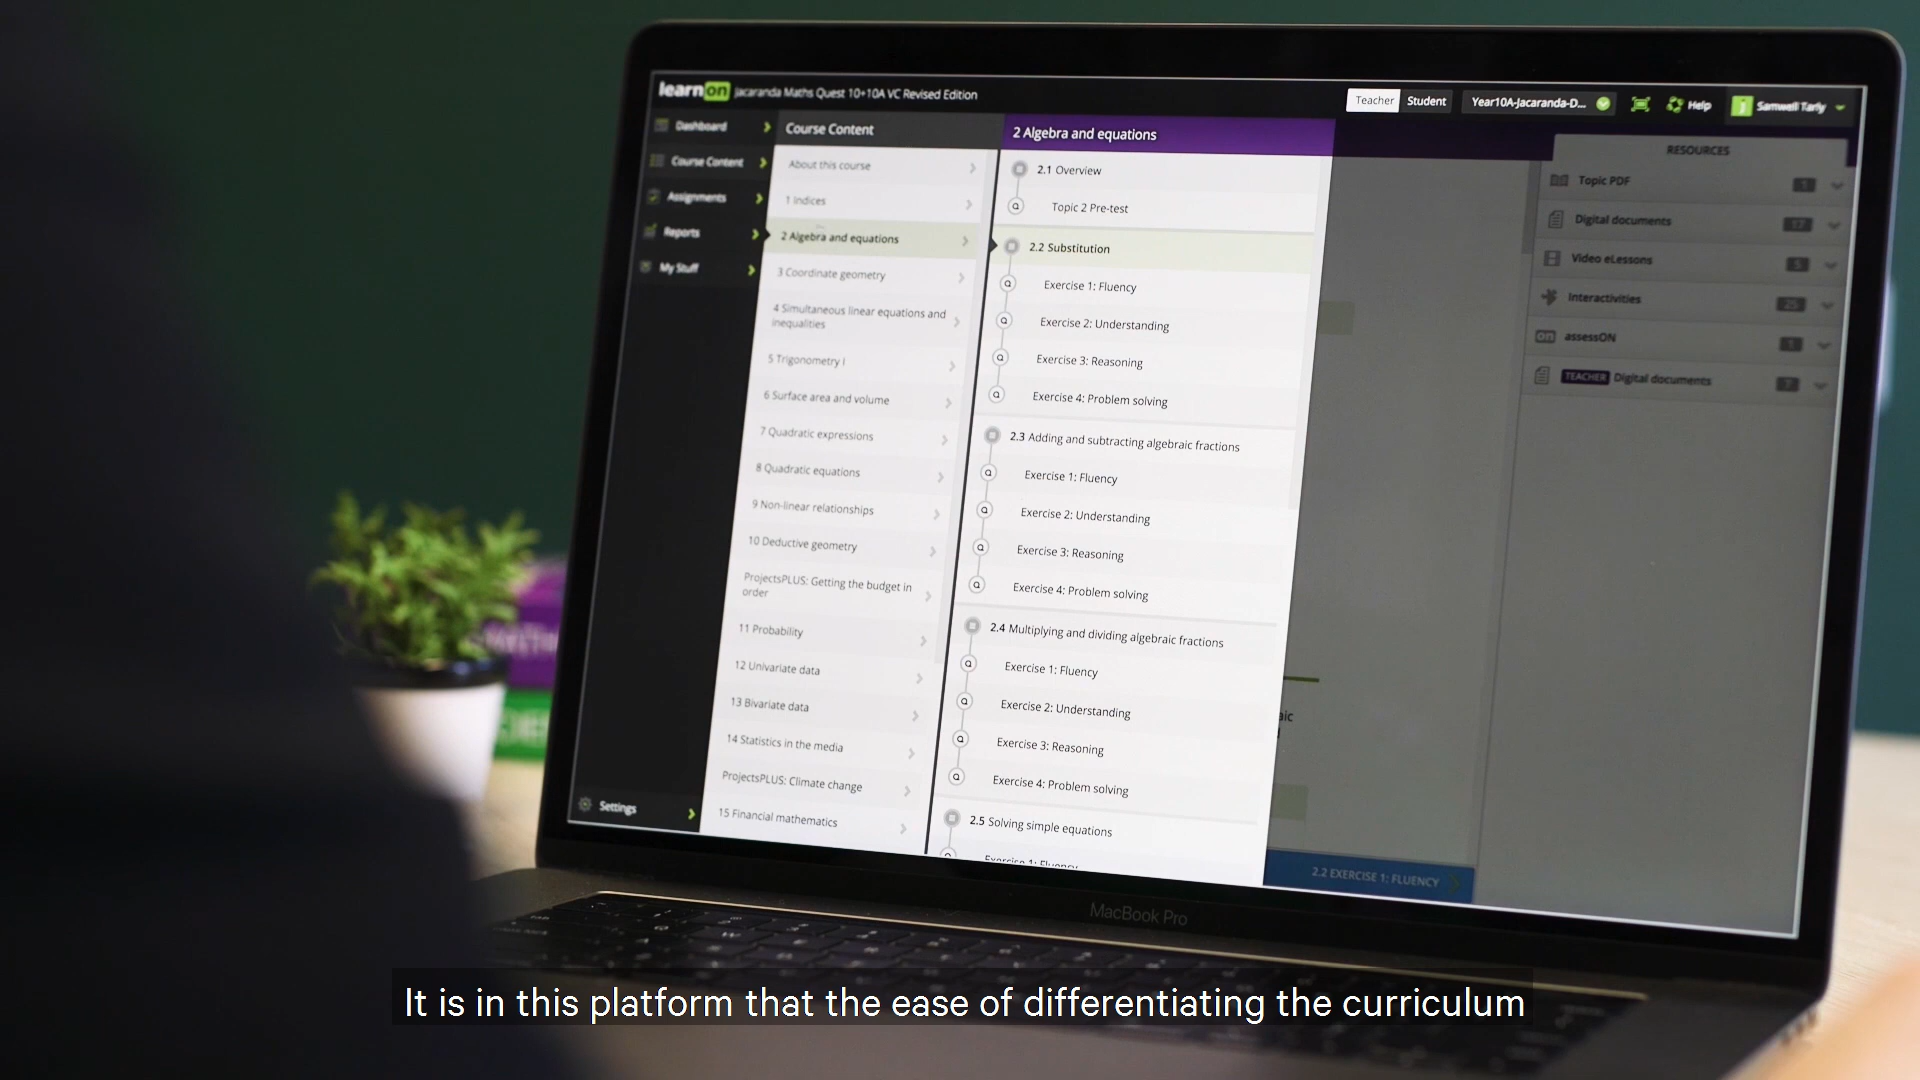 learnon Jacaranda Maths Quest 10+10A VC Revised Edition
Teacher Student Year10A-Jacaranda-D... Help Samwell Tarly
Dashboard
Course Content
Assignments
Reports
My Stuff
Settings
Course Content
About this course
1 Indices
2 Algebra and equations
3 Coordinate geometry
4 Simultaneous linear equations and
inequalities
5 Trigonometry I
6 Surface area and volume
7 Quadratic expressions
8 Quadratic equations
9 Non-linear relationships
10 Deductive geometry
ProjectsPLUS: Getting the budget in
order
11 Probability
12 Univariate data
13 Bivariate data
14 Statistics in the media
ProjectsPLUS: Climate change
15 Financial mathematics
2 Algebra and equations
2.1 Overview
Topic 2 Pre-test
2.2 Substitution
Exercise 1: Fluency
Exercise 2: Understanding
Exercise 3: Reasoning
Exercise 4: Problem solving
2.3 Adding and subtracting algebraic fractions
Exercise 1: Fluency
Exercise 2: Understanding
Exercise 3: Reasoning
Exercise 4: Problem solving
2.4 Multiplying and dividing algebraic fractions
Exercise 1: Fluency
Exercise 2: Understanding
Exercise 3: Reasoning
Exercise 4: Problem solving
2.5 Solving simple equations
Exercise 1: Fluency
RESOURCES
Topic PDF 1
Digital documents 17
Video eLessons 5
Interactivities 25
on assessON 1
TEACHER Digital documents 7
2.2 EXERCISE 1: FLUENCY
MacBook Pro
It is in this platform that the ease of differentiating the curriculum